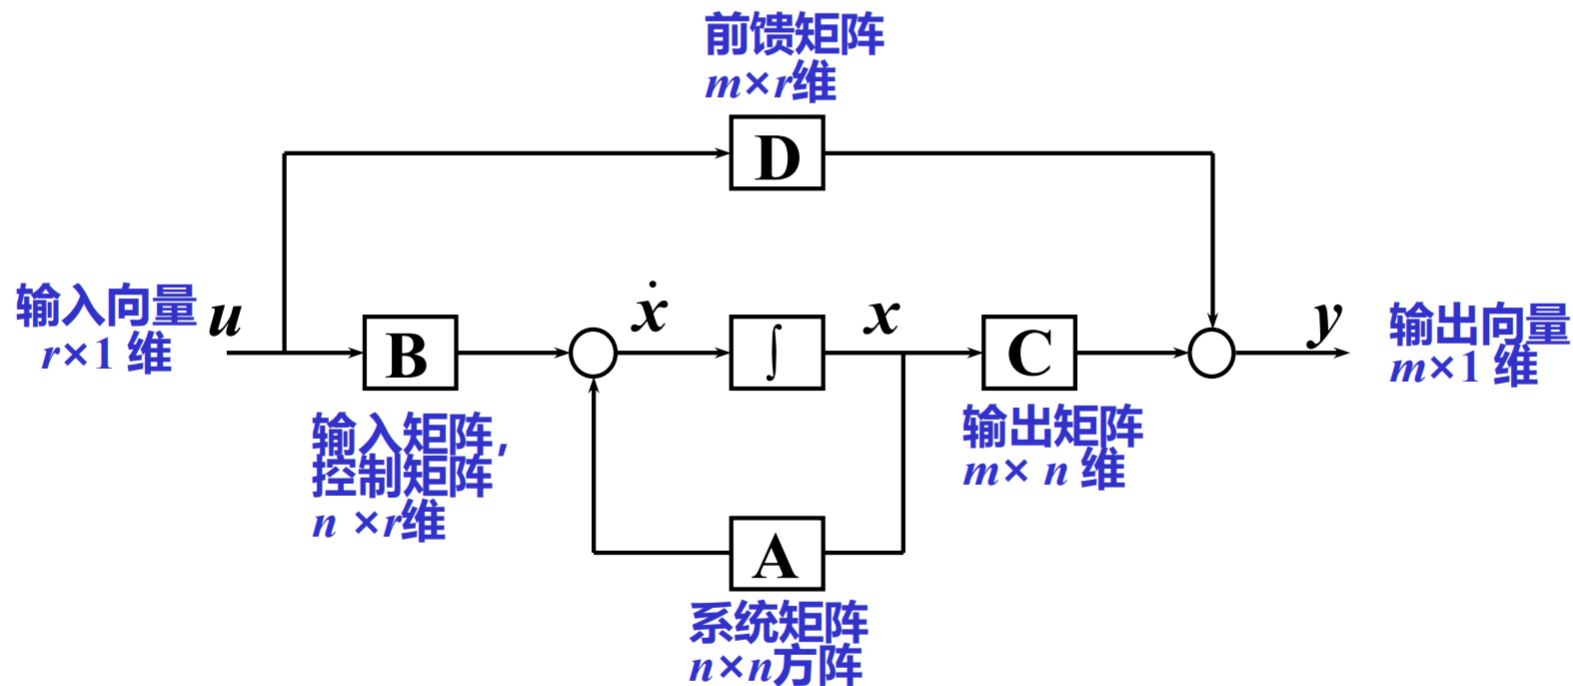 前馈矩阵
m×r维
D
输入向量
r×1 维
u
B
输入矩阵,
控制矩阵
n ×r维
ẋ
∫
x
C
输出矩阵
m× n 维
y
输出向量
m×1 维
A
系统矩阵
n×n方阵